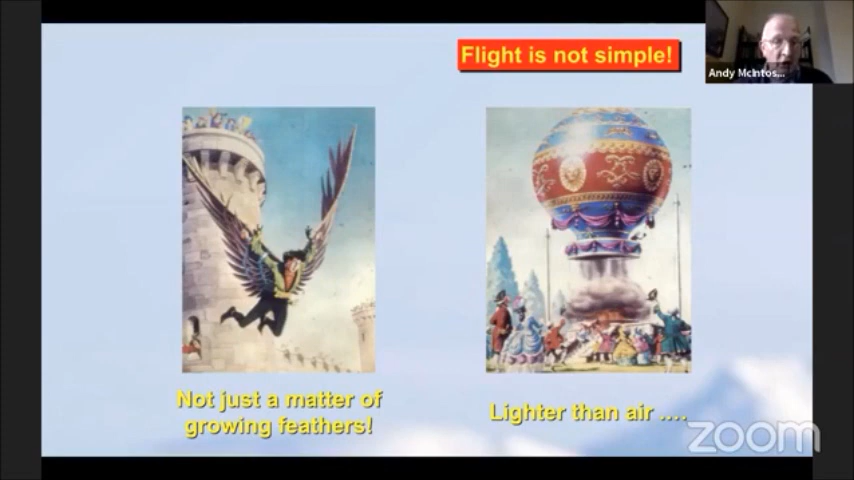 Flight is not simple!
Andy McIntos...
Not just a matter of
growing feathers!
Lighter than air ....
zoom